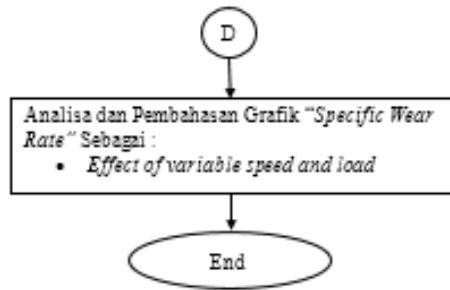 D
Analisa dan Pembahasan Grafik “Specific Wear
Rate” Sebagai :
• Effect of variable speed and load
End